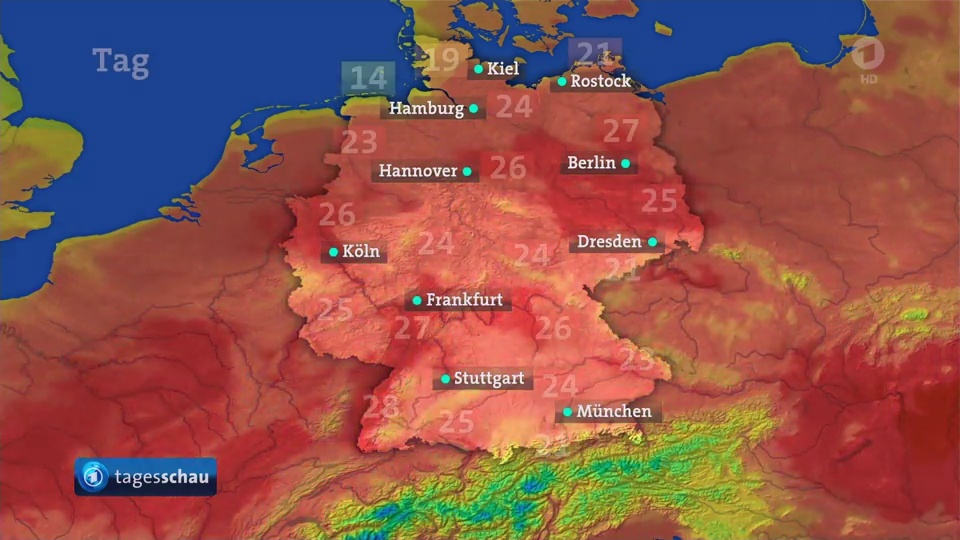 Tag
19
21
14
Kiel
HD
Rostock
Hamburg
24
23
27
Hannover
26
Berlin
26
25
Köln
24
24
Dresden
25
Frankfurt
27
26
Stuttgart
24
28
25
München
tagesschau